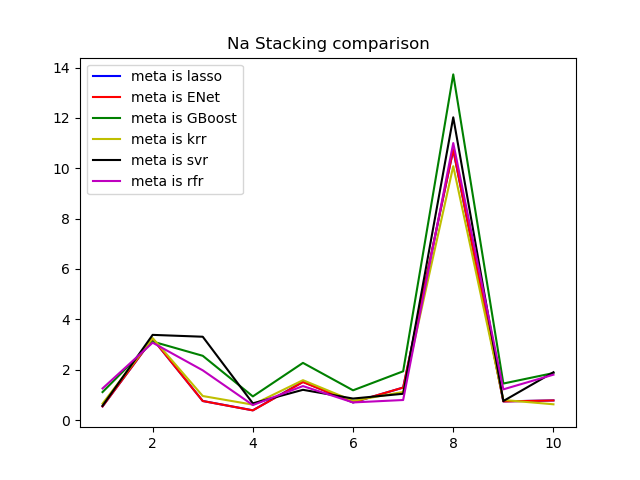 Na Stacking comparison
14
12
10
8
6
4
2
0
meta is lasso
meta is ENet
meta is GBoost
meta is krr
meta is svr
meta is rfr
2 4 6 8 10